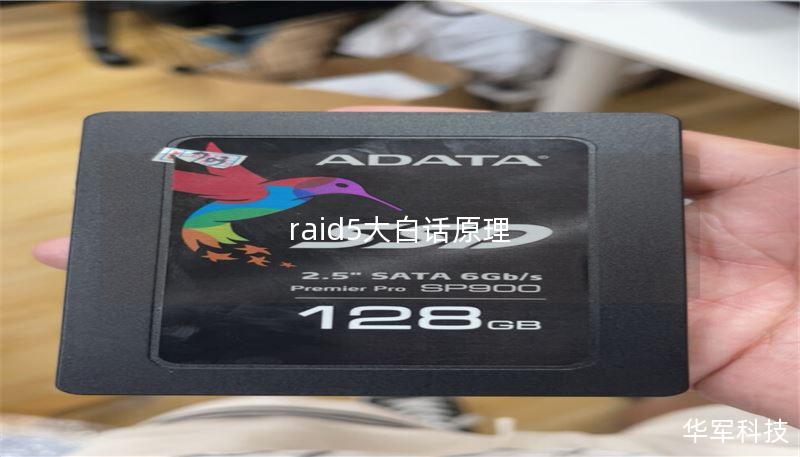 ADATA®
raid5大白话原理
SSD
2.5" SATA 6Gb/s
Premier Pro SP900
128GB
华军科技